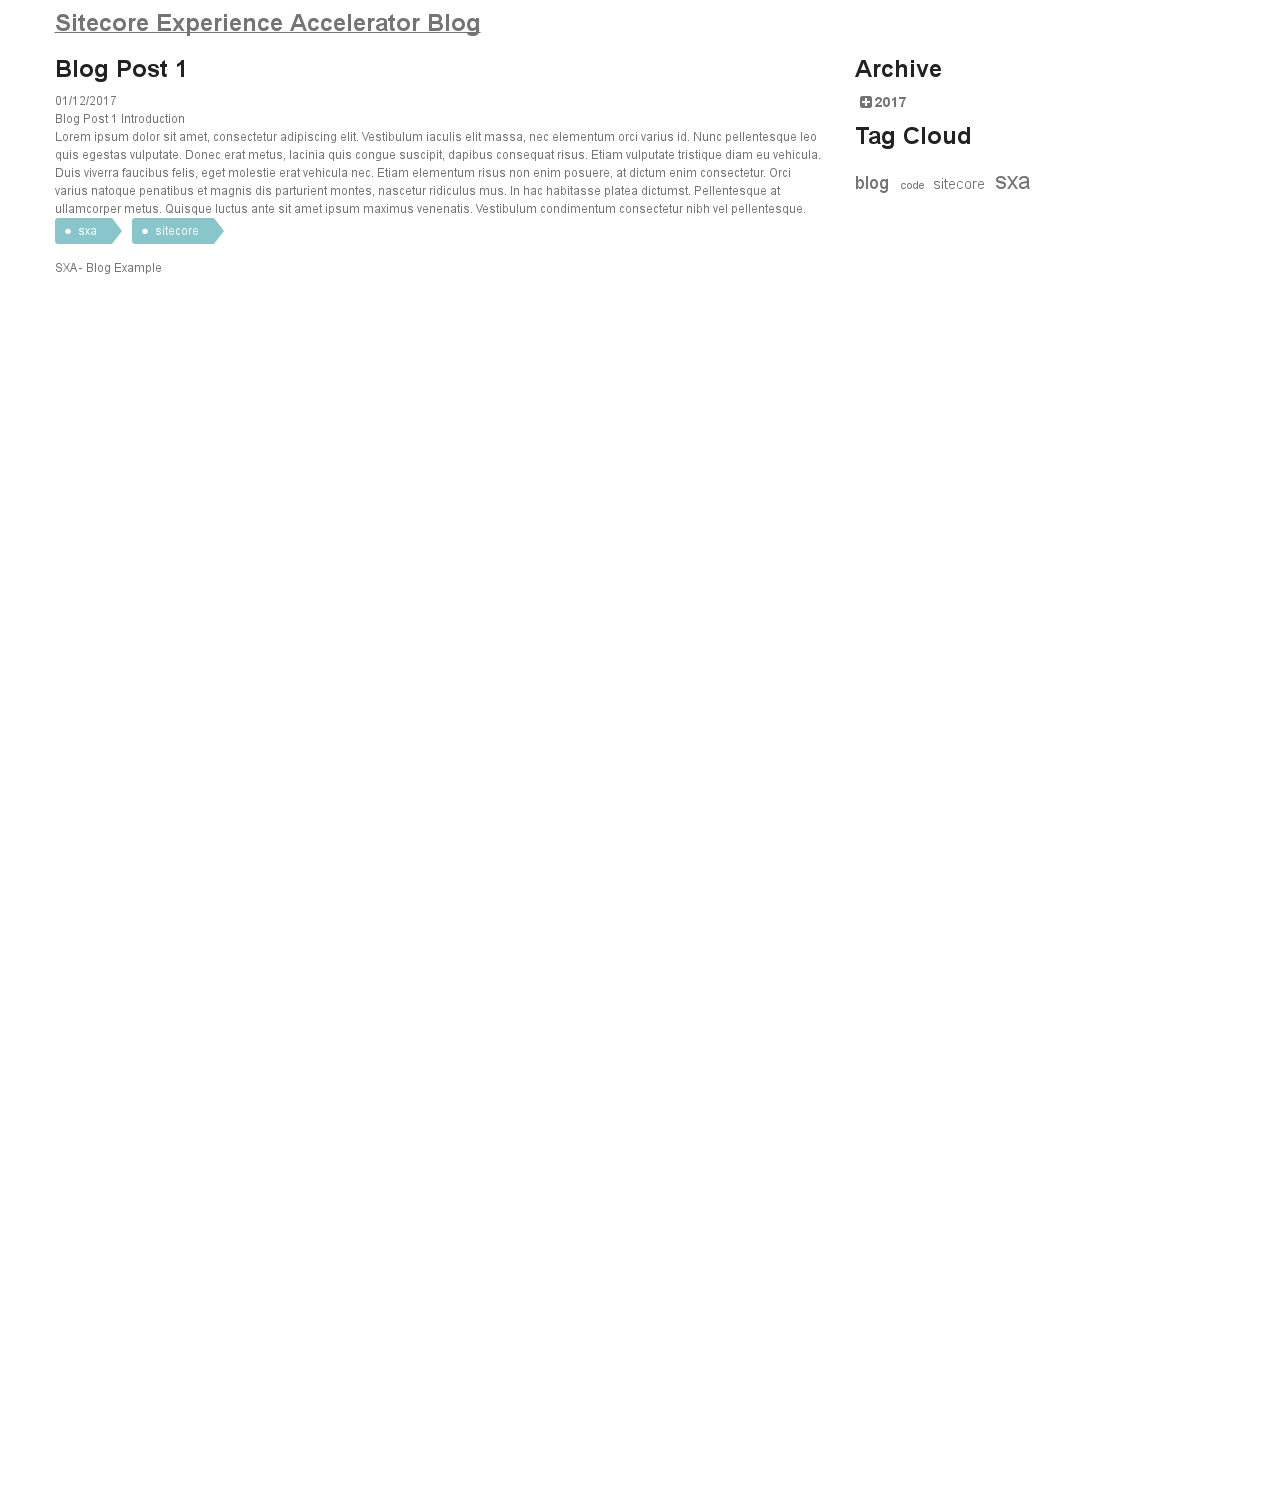 Sitecore Experience Accelerator Blog
Blog Post 1
01/12/2017
Blog Post 1 Introduction
Lorem ipsum dolor sit amet, consectetur adipiscing elit. Vestibulum iaculis elit massa, nec elementum orci varius id. Nunc pellentesque leo
quis egestas vulputate. Donec erat metus, lacinia quis congue suscipit, dapibus consequat risus. Etiam vulputate tristique diam eu vehicula.
Duis viverra faucibus felis, eget molestie erat vehicula nec. Etiam elementum risus non enim posuere, at dictum enim consectetur. Orci
varius natoque penatibus et magnis dis parturient montes, nascetur ridiculus mus. In hac habitasse platea dictumst. Pellentesque at
ullamcorper metus. Quisque luctus ante sit amet ipsum maximus venenatis. Vestibulum condimentum consectetur nibh vel pellentesque.
sxa sitecore
SXA- Blog Example
Archive
2017
Tag Cloud
blog code sitecore sxa